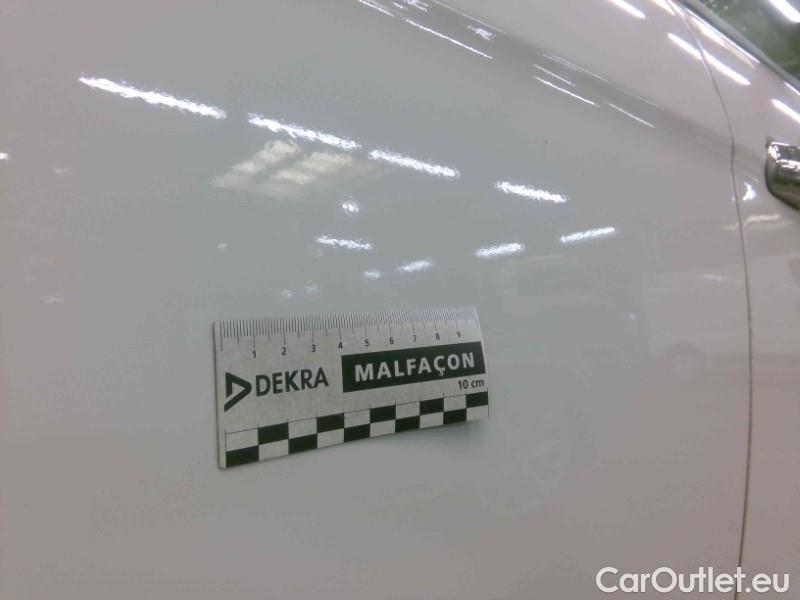 1 2 3 4 5 6 7 8 9
DEKRA MALFAÇON
10 cm
CarOutlet.eu